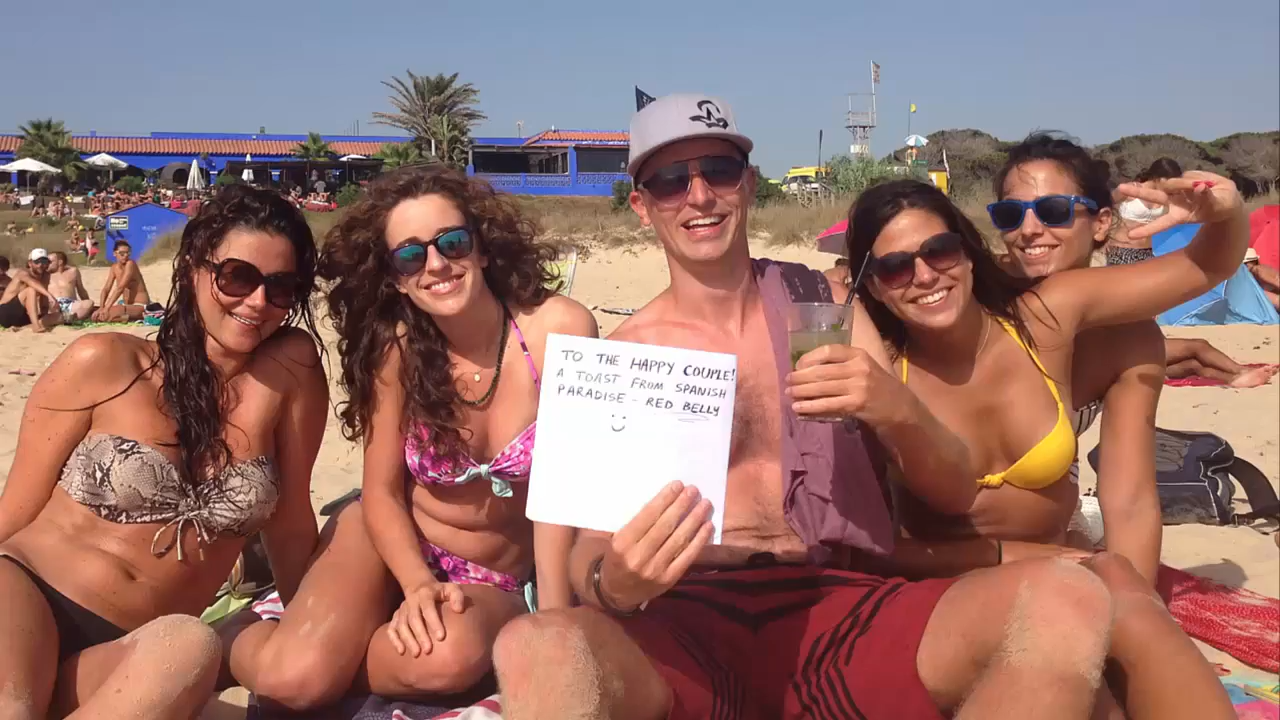 TO THE HAPPY COUPLE!
A TOAST FROM SPANISH
PARADISE - RED BELLY